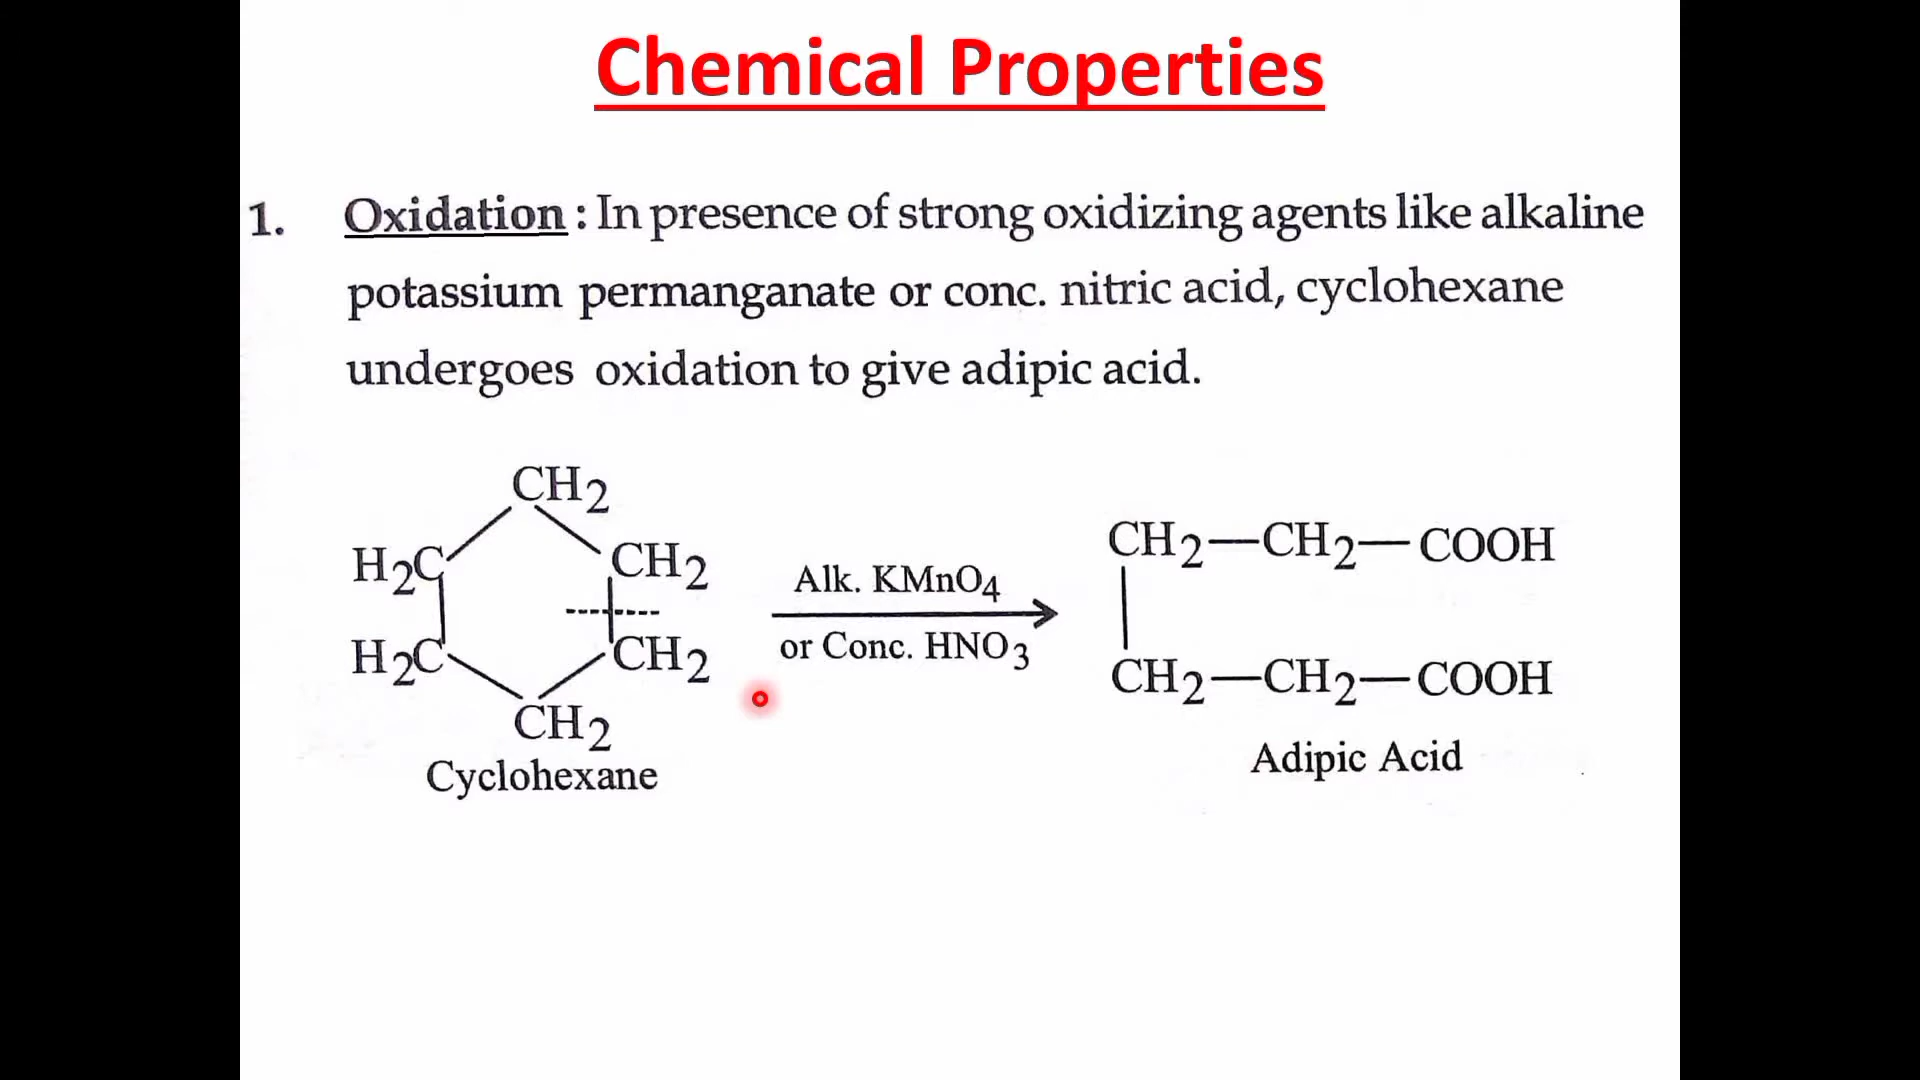 Chemical Properties
1. Oxidation : In presence of strong oxidizing agents like alkaline
potassium permanganate or conc. nitric acid, cyclohexane
undergoes oxidation to give adipic acid.
CH2
H2C CH2
H2C CH2
CH2
Cyclohexane
Alk. KMnO4
or Conc. HNO3
CH2—CH2—COOH
CH2—CH2—COOH
Adipic Acid